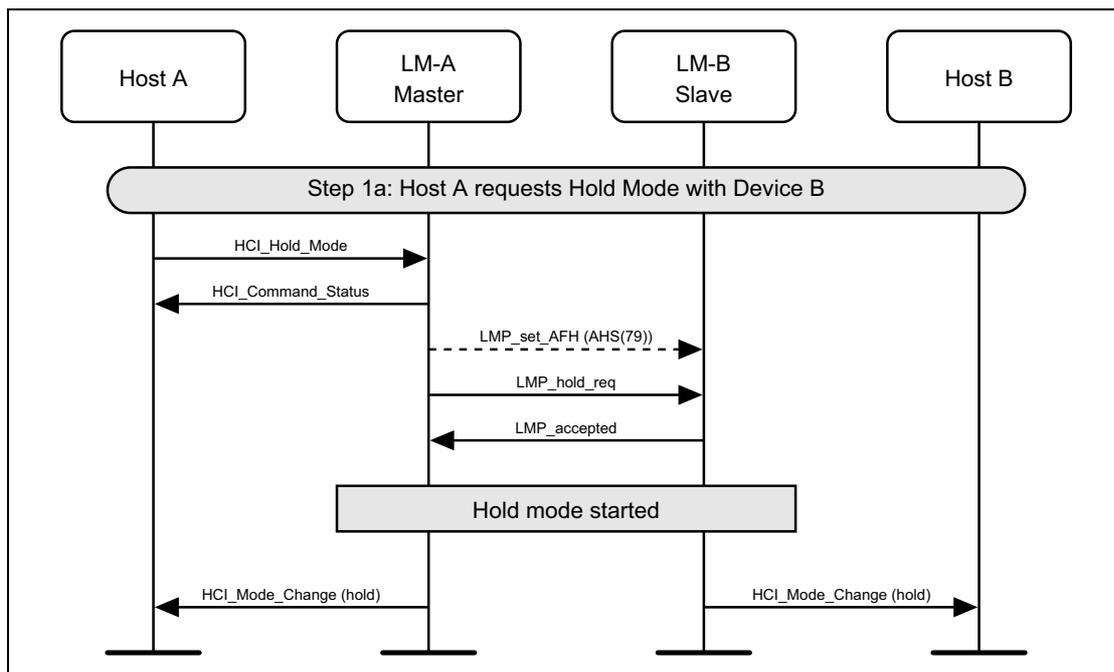 Host A
LM-A
Master
LM-B
Slave
Host B
Step 1a: Host A requests Hold Mode with Device B
HCI_Hold_Mode
HCI_Command_Status
LMP_set_AFH (AHS(79))
LMP_hold_req
LMP_accepted
Hold mode started
HCI_Mode_Change (hold)
HCI_Mode_Change (hold)